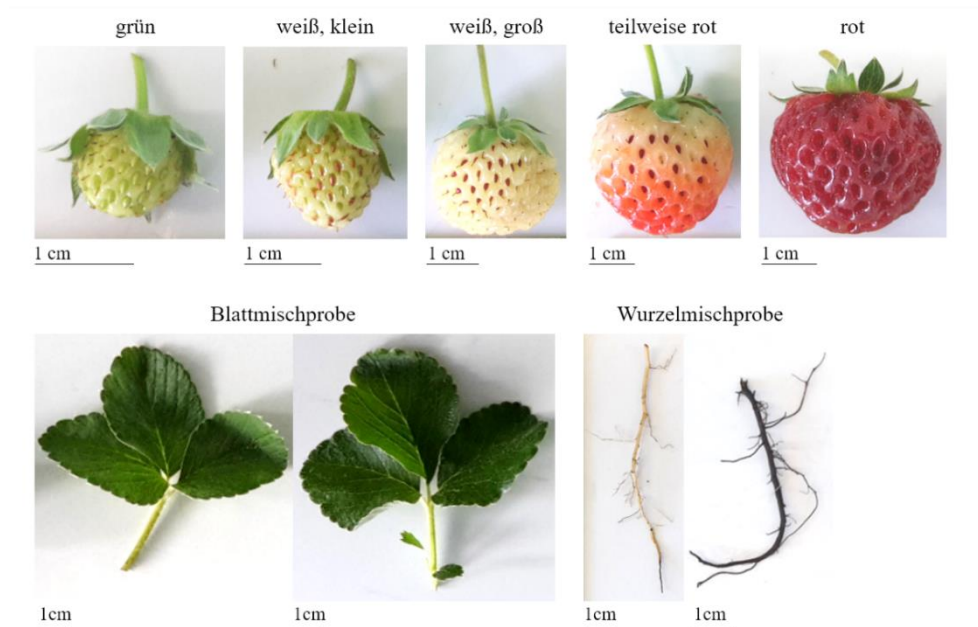 grün weiß, klein weiß, groß teilweise rot rot
1 cm 1 cm 1 cm 1 cm 1 cm
Blattmischprobe Wurzelmischprobe
1cm 1cm 1cm 1cm